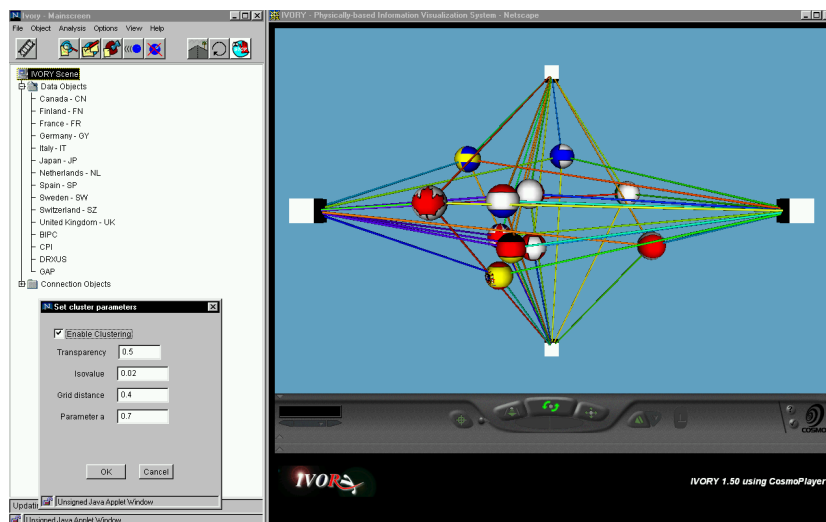 Ivory - Mainscreen
File Object Analysis Options View Help
IVORY Scene
Data Objects
Canada - CN
Finland - FN
France - FR
Germany - GY
Italy - IT
Japan - JP
Netherlands - NL
Spain - SP
Sweden - SW
Switzerland - SZ
United Kingdom - UK
BIPC
CPI
DRXUS
GAP
Connection Objects
Set cluster parameters
Enable Clustering
Transparency 0.5
Isovalue 0.02
Grid distance 0.4
Parameter a 0.7
OK Cancel
Unsigned Java Applet Window
Updatin
Unsigned Java Applet Window
IVORY - Physically-based Information Visualization System - Netscape
COSMO
IVORY
IVORY 1.50 using CosmoPlayer